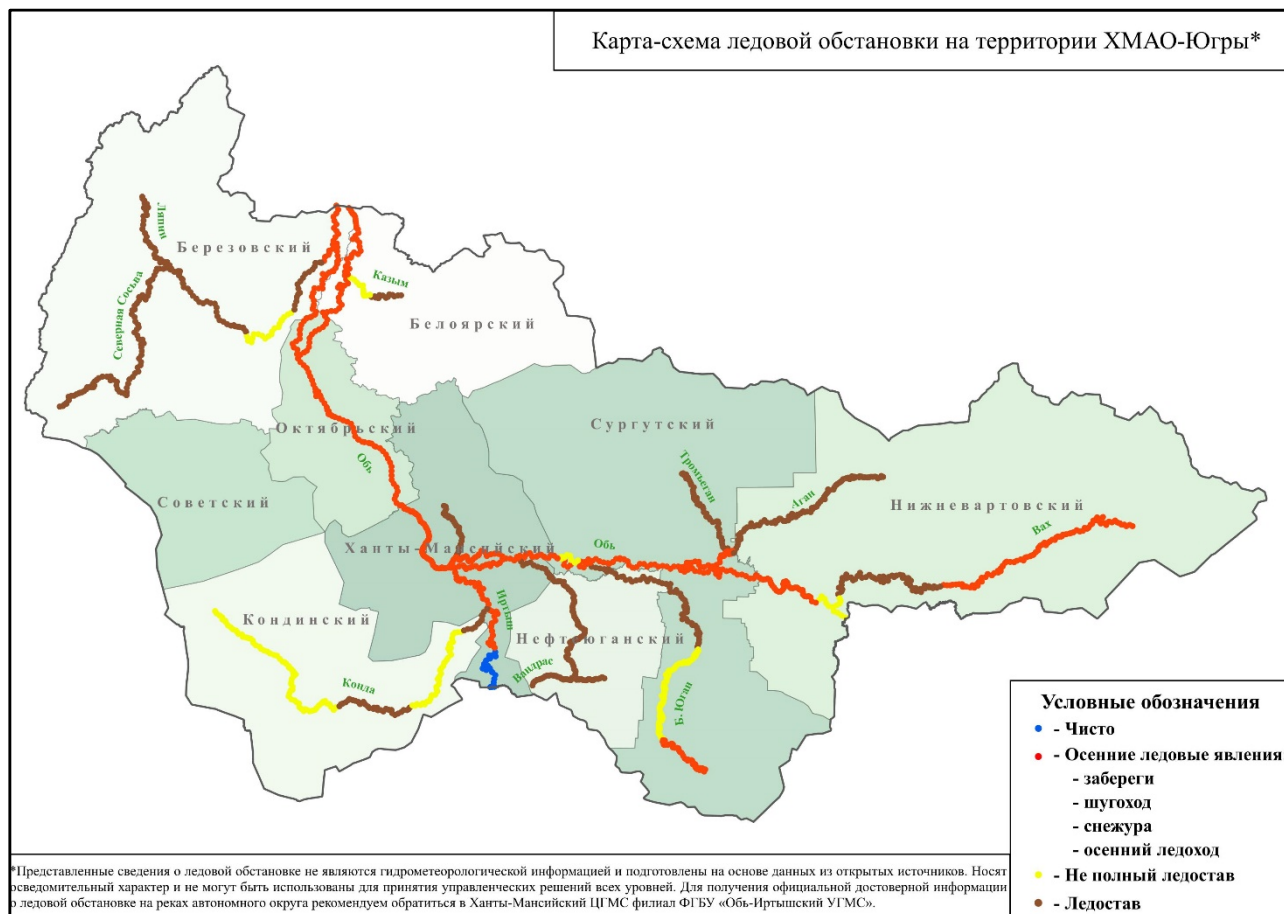 Карта-схема ледовой обстановки на территории ХМАО-Югры*
Ляпин
Березовский
Казым
Северная Сосьва
Белоярский
Сургутский
Октябрьский
Обь
Тромъеган
Аган
Советский
Нижневартовский
Вах
Ханты-Мансийский
Обь
Иртыш
Кондинский
Нефтеюганский
Вандрас
Конда
Б. Юган
Условные обозначения
- Чисто
- Осенние ледовые явления
- забереги
- шугоход
- снежура
- осенний ледоход
- Не полный ледостав
- Ледостав
*Представленные сведения о ледовой обстановке не являются гидрометеорологической информацией и подготовлены на основе данных из открытых источников. Носят
осведомительный характер и не могут быть использованы для принятия управленческих решений всех уровней. Для получения официальной достоверной информации
о ледовой обстановке на реках автономного округа рекомендуем обратиться в Ханты-Мансийский ЦГМС филиал ФГБУ «Обь-Иртышский УГМС».